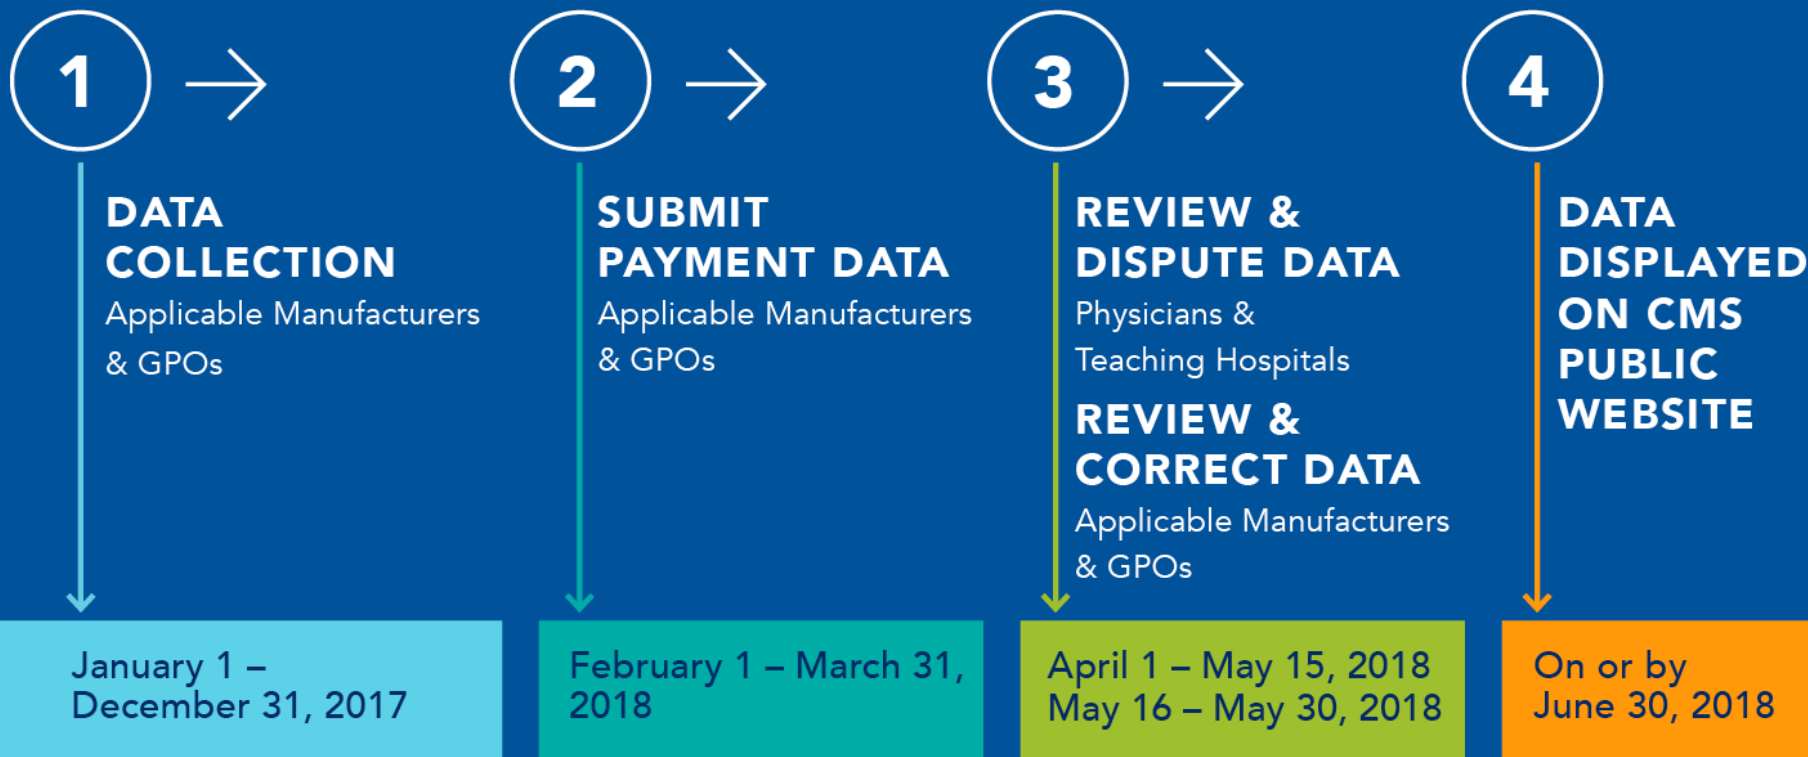 1
DATA
COLLECTION
Applicable Manufacturers
& GPOs
January 1 –
December 31, 2017
2
SUBMIT
PAYMENT DATA
Applicable Manufacturers
& GPOs
February 1 – March 31,
2018
3
REVIEW &
DISPUTE DATA
Physicians &
Teaching Hospitals
REVIEW &
CORRECT DATA
Applicable Manufacturers
& GPOs
April 1 – May 15, 2018
May 16 – May 30, 2018
4
DATA
DISPLAYED
ON CMS
PUBLIC
WEBSITE
On or by
June 30, 2018